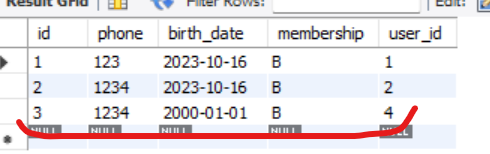 Result Grid Filter Rows: Edit:
id phone birth_date membership user_id
1 123 2023-10-16 B 1
2 1234 2023-10-16 B 2
3 1234 2000-01-01 B 4
NULL NULL NULL NULL NULL